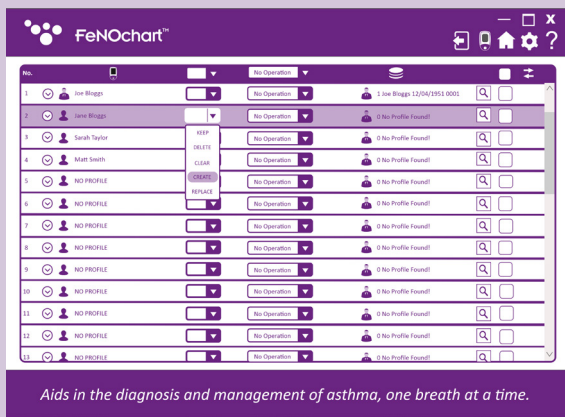 FeNOchart™
No. No Operation
1 Joe Bloggs No Operation 1 Joe Bloggs 12/04/1951 0001
2 Jane Bloggs No Operation 0 No Profile Found!
3 Sarah Taylor KEEP No Operation 0 No Profile Found!
DELETE
4 Matt Smith CLEAR No Operation 0 No Profile Found!
5 NO PROFILE CREATE No Operation 0 No Profile Found!
REPLACE
6 NO PROFILE No Operation 0 No Profile Found!
7 NO PROFILE No Operation 0 No Profile Found!
8 NO PROFILE No Operation 0 No Profile Found!
9 NO PROFILE No Operation 0 No Profile Found!
10 NO PROFILE No Operation 0 No Profile Found!
11 NO PROFILE No Operation 0 No Profile Found!
12 NO PROFILE No Operation 0 No Profile Found!
13 NO PROFILE No Operation 0 No Profile Found!
Aids in the diagnosis and management of asthma, one breath at a time.